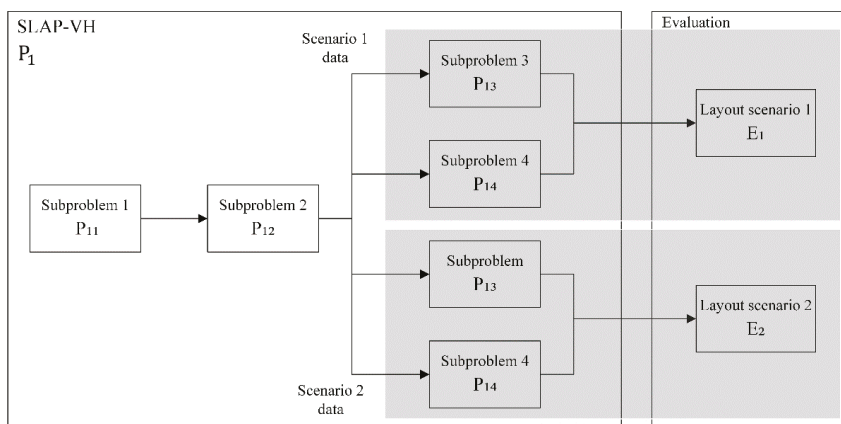 SLAP-VH
P₁
Evaluation
Scenario 1
data
Subproblem 3
P₁₃
Layout scenario 1
E₁
Subproblem 4
P₁₄
Subproblem 1
P₁₁
Subproblem 2
P₁₂
Subproblem
P₁₃
Layout scenario 2
E₂
Subproblem 4
P₁₄
Scenario 2
data